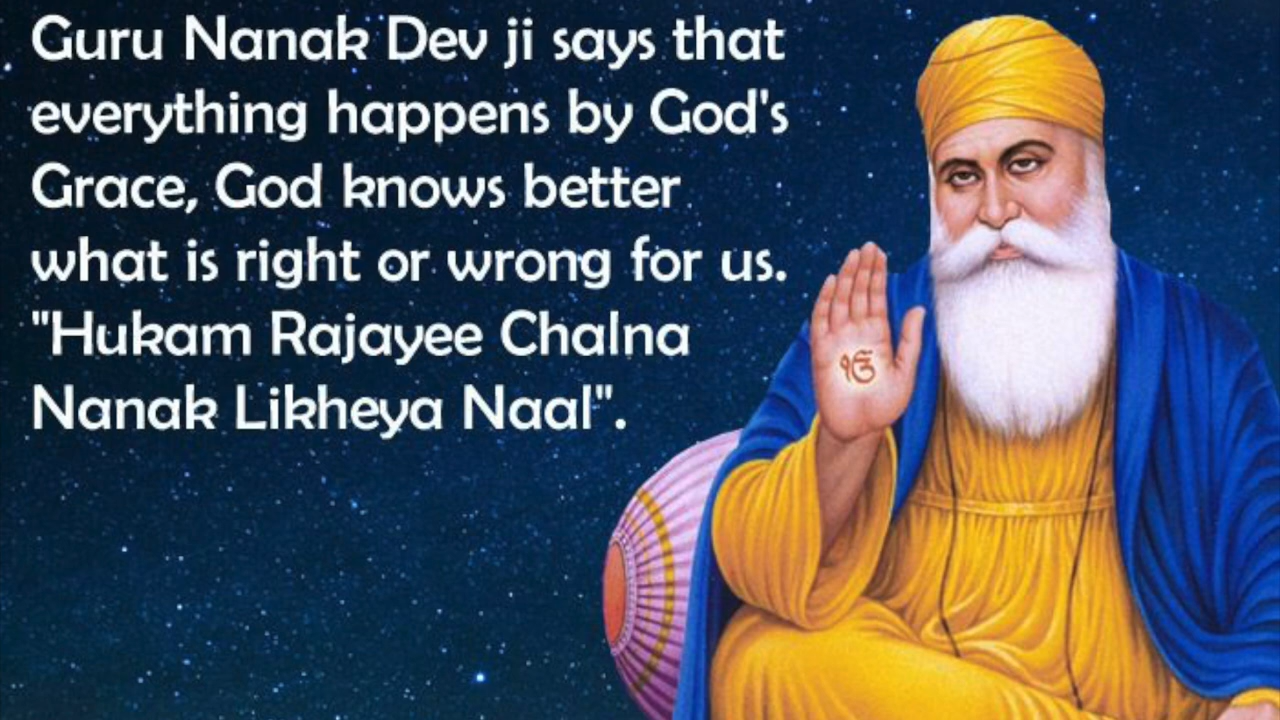 Guru Nanak Dev ji says that
everything happens by God's
Grace, God knows better
what is right or wrong for us.
"Hukam Rajayee Chalna
Nanak Likheya Naal".
ੴ